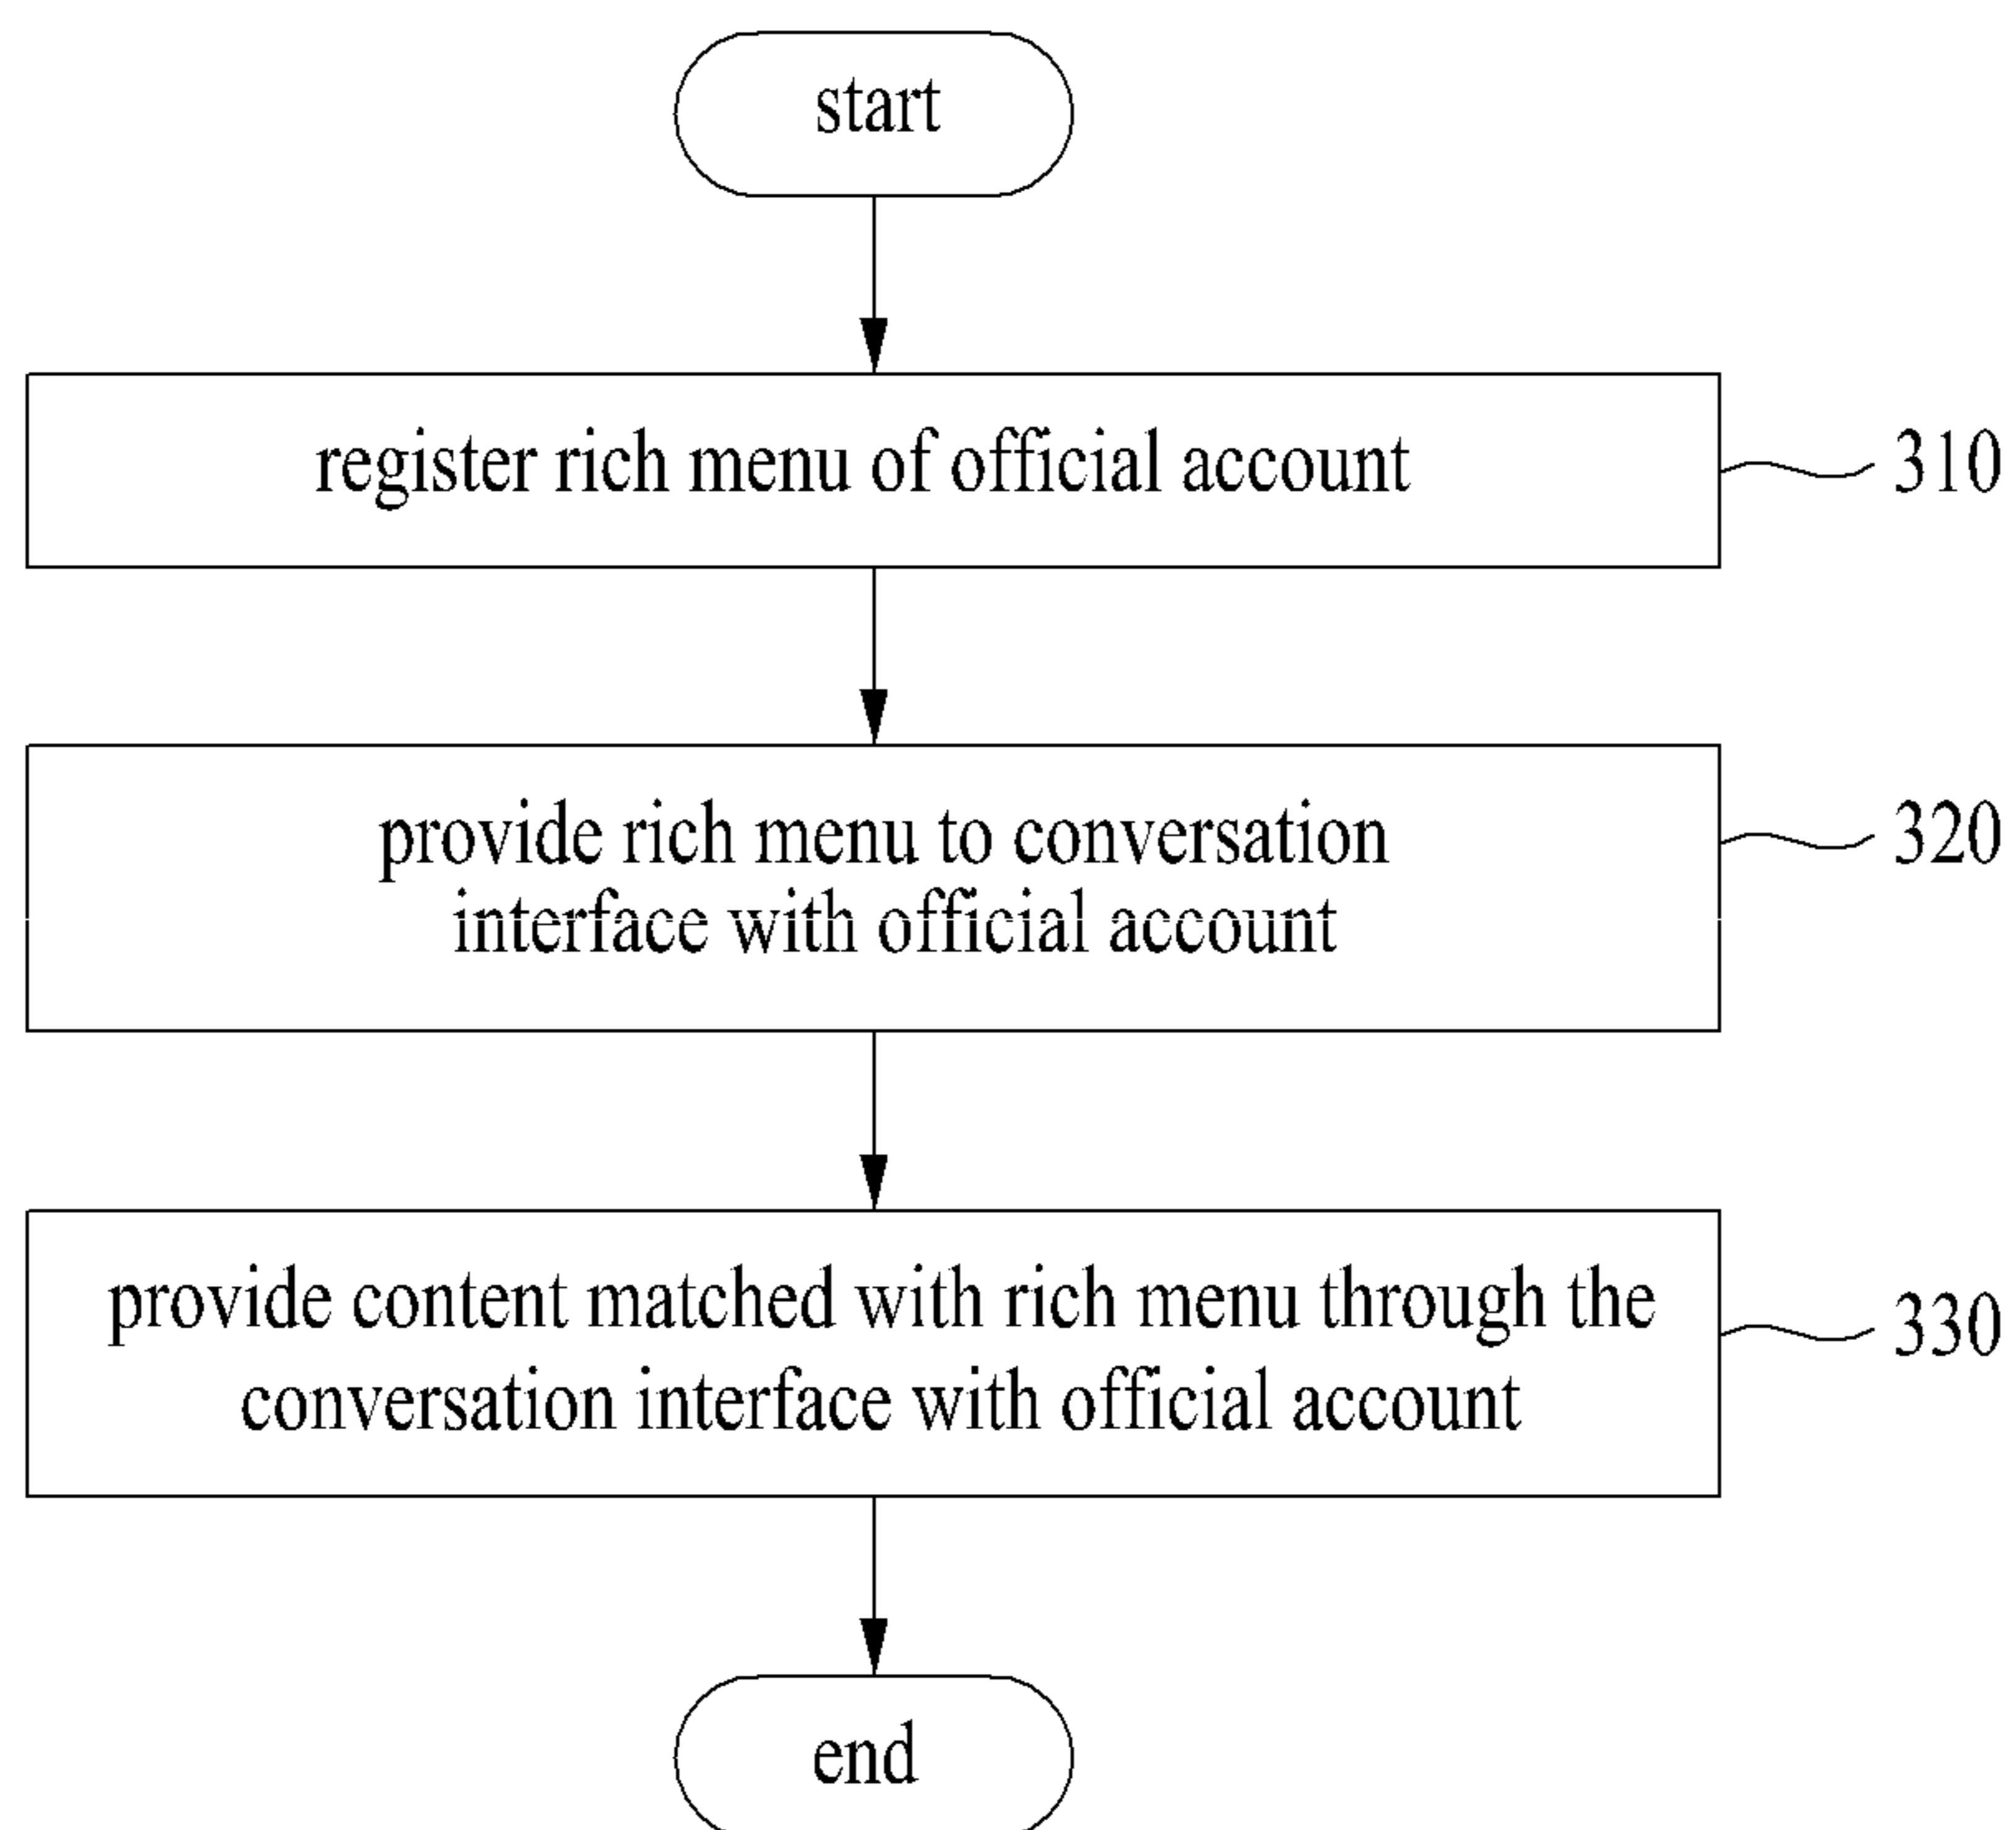 start
register rich menu of official account
310
provide rich menu to conversation
interface with official account
320
provide content matched with rich menu through the
conversation interface with official account
330
end